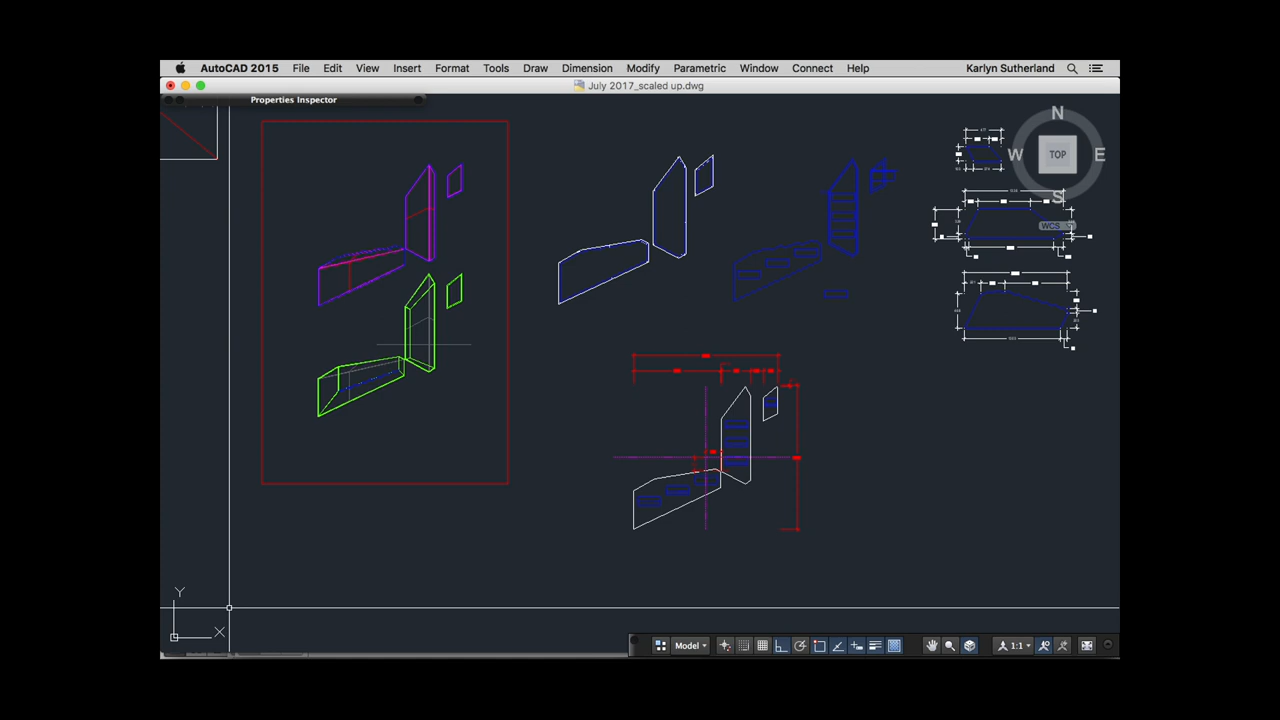 AutoCAD 2015 File Edit View Insert Format Tools Draw Dimension Modify Parametric Window Connect Help Karlyn Sutherland
July 2017_scaled up.dwg
Properties Inspector
N
W TOP E
S
WCS
Y
X
Model 1:1